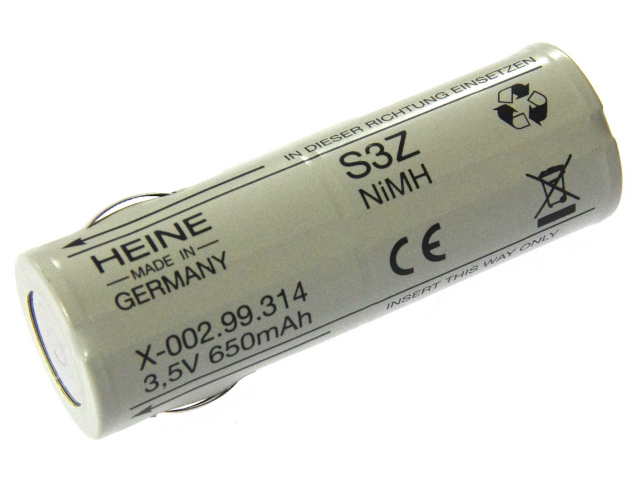 IN DIESER RICHTUNG EINSETZEN
HEINE
MADE IN
GERMANY
X-002.99.314
3,5V 650mAh
S3Z
NiMH
CE
INSERT THIS WAY ONLY